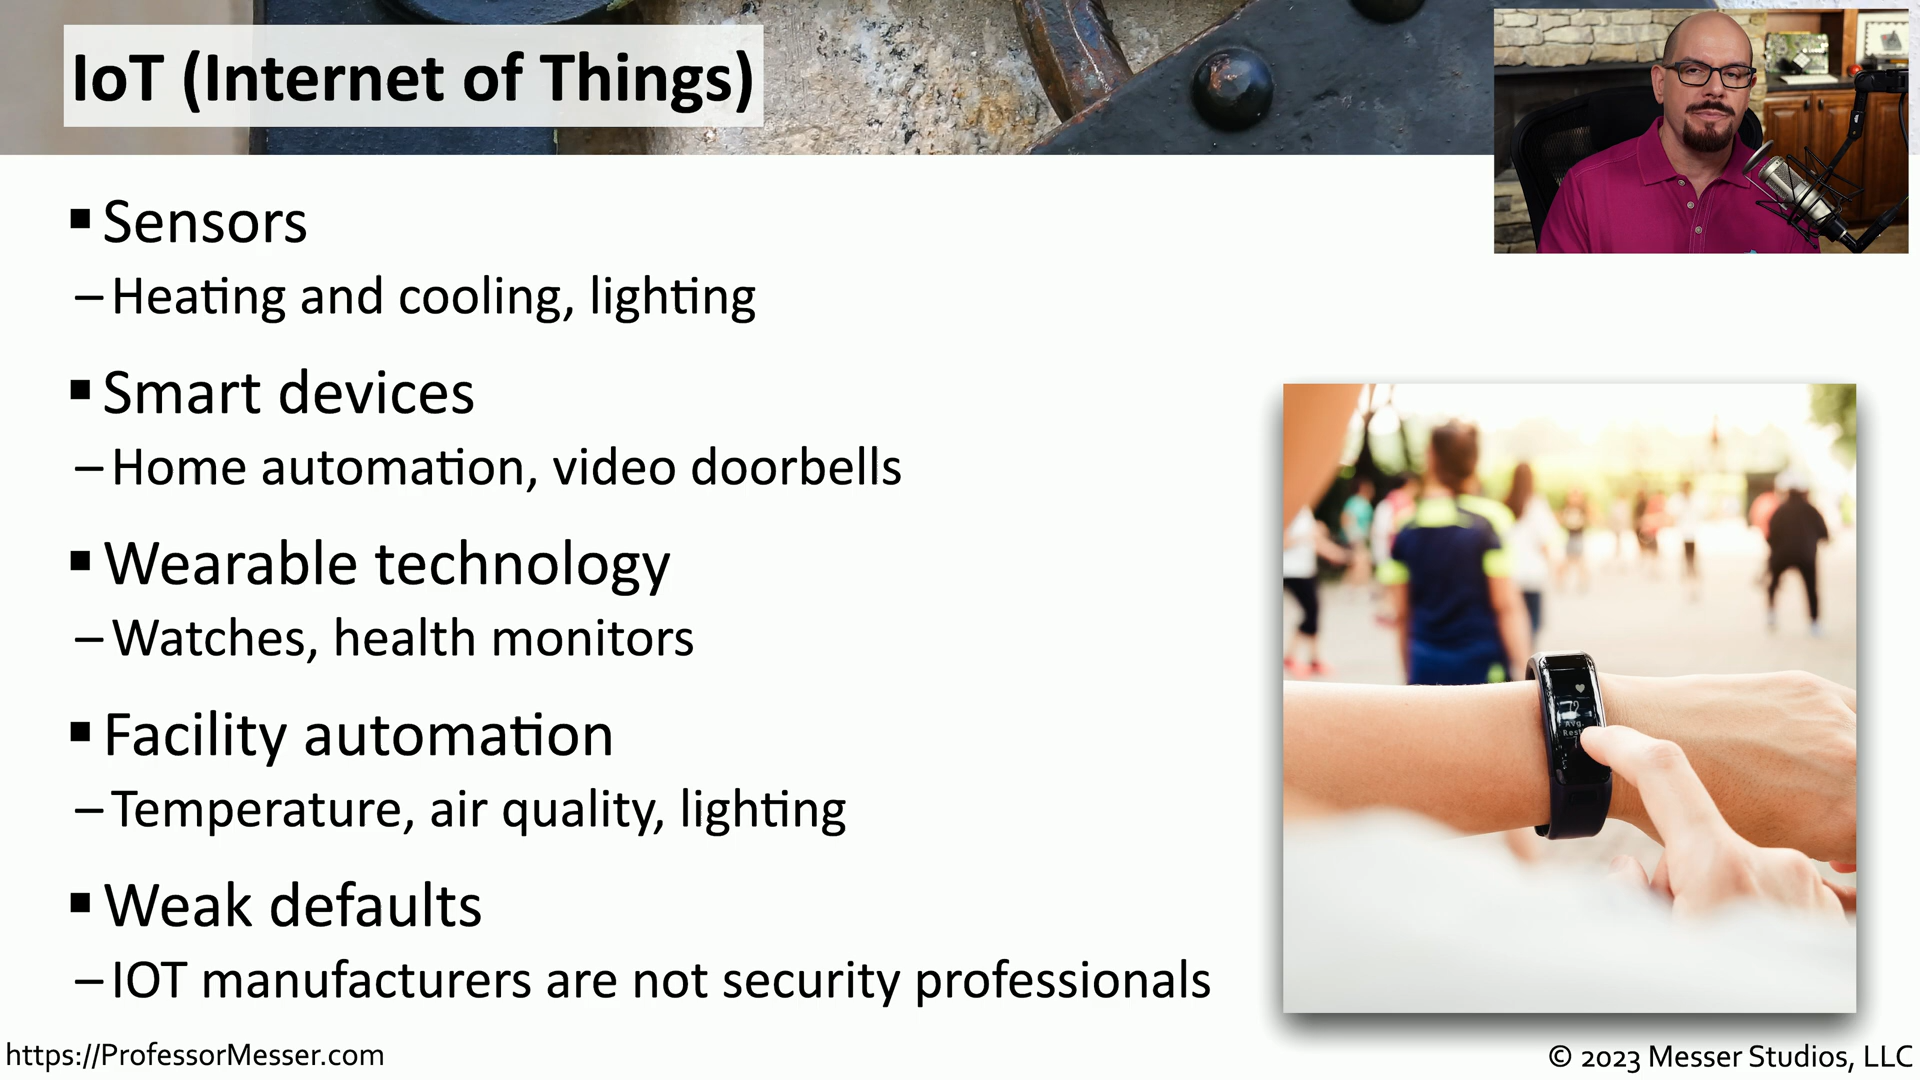 IoT (Internet of Things)
▪ Sensors
– Heating and cooling, lighting
▪ Smart devices
– Home automation, video doorbells
▪ Wearable technology
– Watches, health monitors
▪ Facility automation
– Temperature, air quality, lighting
▪ Weak defaults
– IOT manufacturers are not security professionals
72
Avg.
https://ProfessorMesser.com
© 2023 Messer Studios, LLC